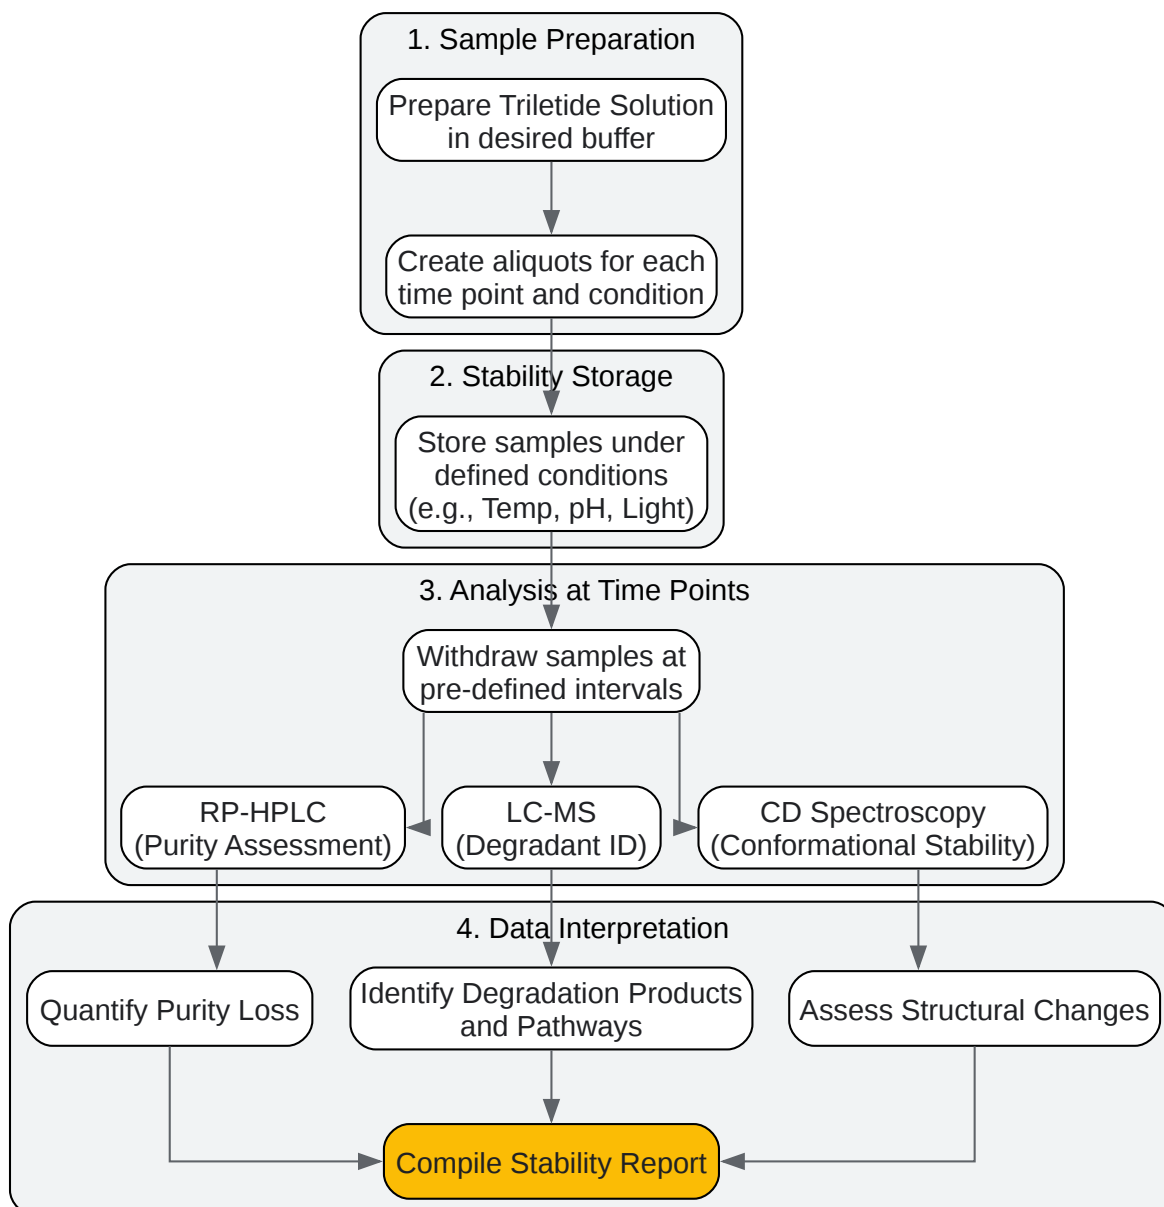 1. Sample Preparation
Prepare Triletide Solution
in desired buffer
Create aliquots for each
time point and condition
2. Stability Storage
Store samples under
defined conditions
(e.g., Temp, pH, Light)
3. Analysis at Time Points
Withdraw samples at
pre-defined intervals
RP-HPLC
(Purity Assessment)
LC-MS
(Degradant ID)
CD Spectroscopy
(Conformational Stability)
4. Data Interpretation
Quantify Purity Loss
Identify Degradation Products
and Pathways
Assess Structural Changes
Compile Stability Report